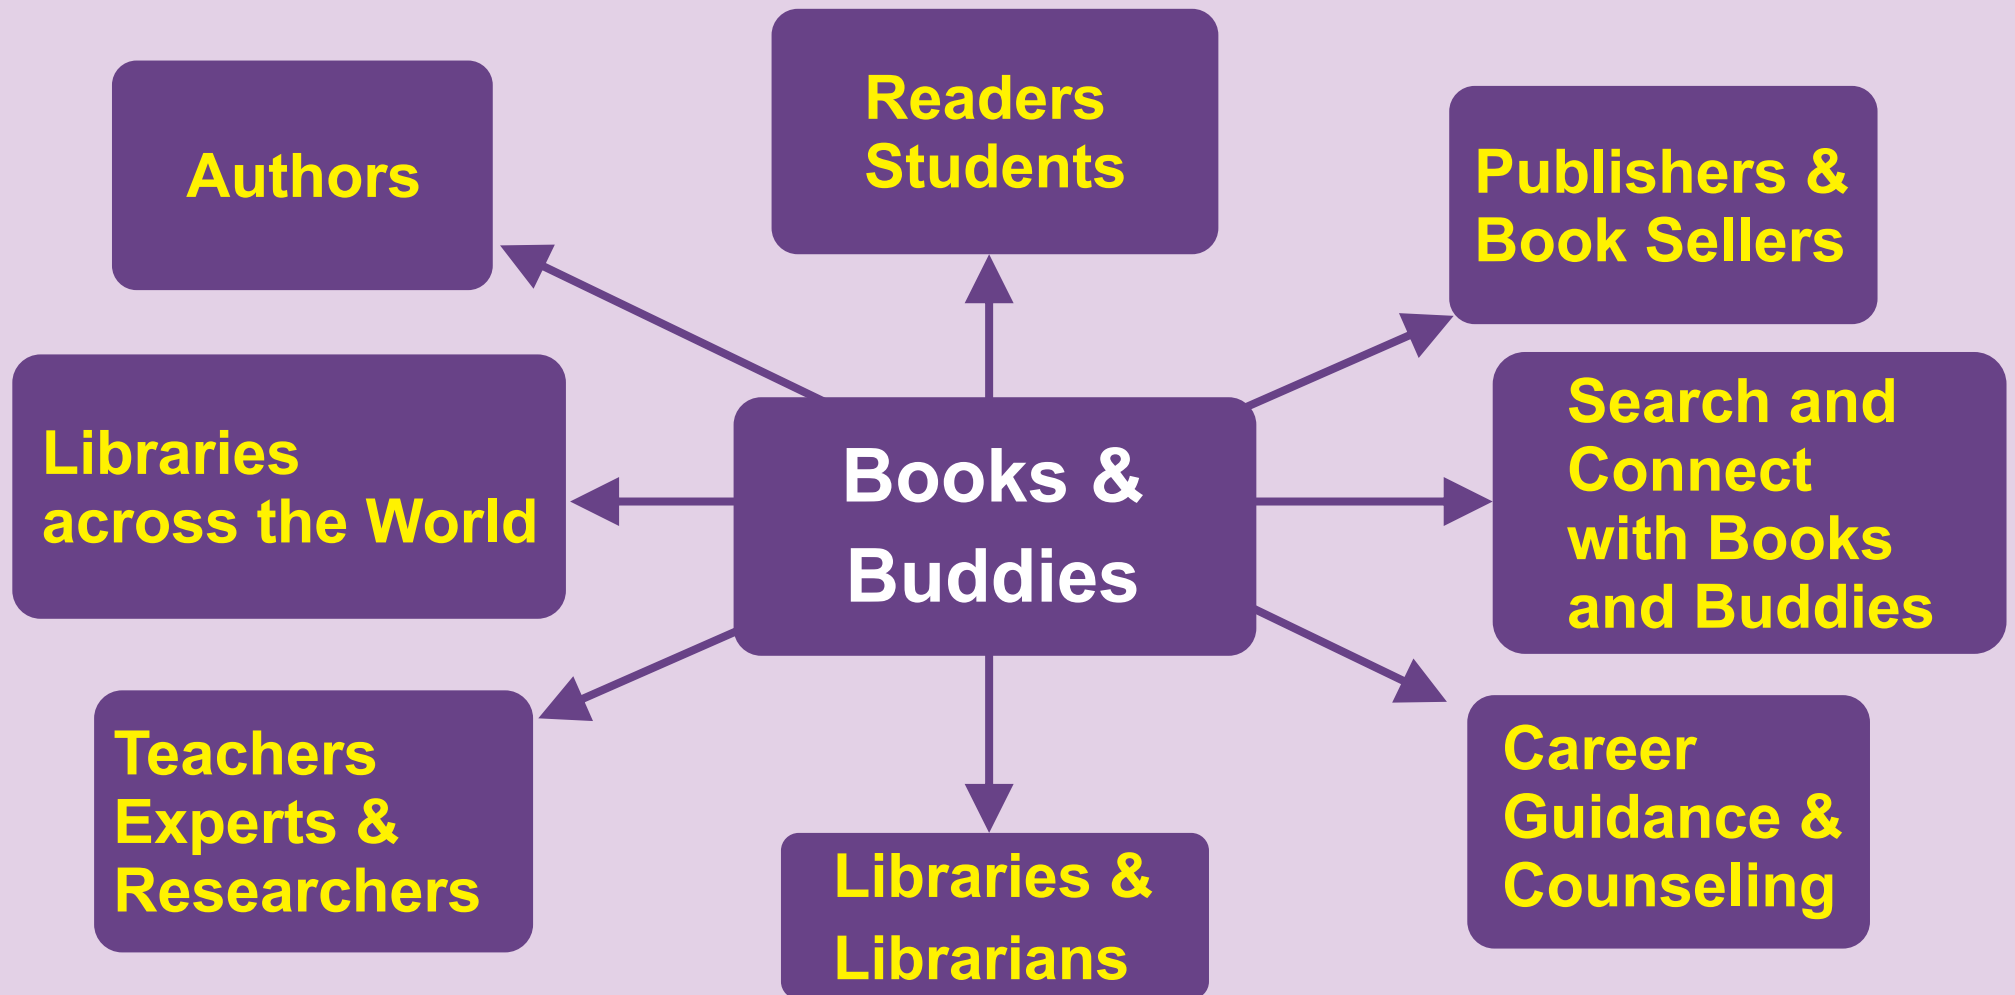 Authors
Readers
Students
Publishers &
Book Sellers
Libraries
across the World
Books &
Buddies
Search and
Connect
with Books
and Buddies
Teachers
Experts &
Researchers
Libraries &
Librarians
Career
Guidance &
Counseling